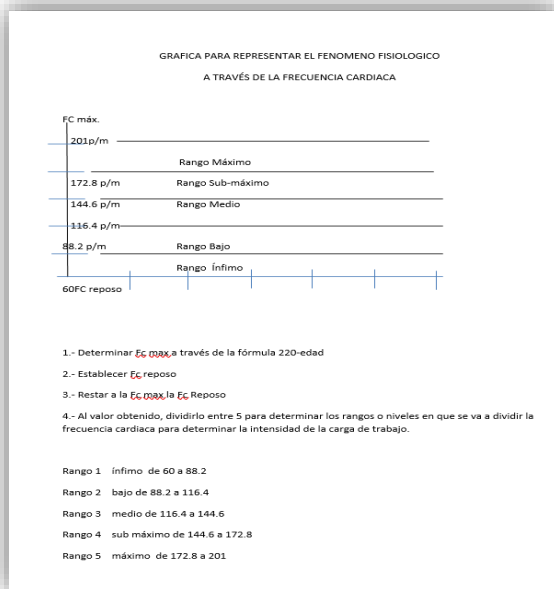 GRAFICA PARA REPRESENTAR EL FENOMENO FISIOLOGICO
A TRAVÉS DE LA FRECUENCIA CARDIACA
FC máx.
201p/m
Rango Máximo
172.8 p/m Rango Sub-máximo
144.6 p/m Rango Medio
116.4 p/m
88.2 p/m Rango Bajo
Rango Ínfimo
60FC reposo
1.- Determinar Fc max a través de la fórmula 220-edad
2.- Establecer Fc reposo
3.- Restar a la Fc max la Fc Reposo
4.- Al valor obtenido, dividirlo entre 5 para determinar los rangos o niveles en que se va a dividir la
frecuencia cardiaca para determinar la intensidad de la carga de trabajo.
Rango 1 ínfimo de 60 a 88.2
Rango 2 bajo de 88.2 a 116.4
Rango 3 medio de 116.4 a 144.6
Rango 4 sub máximo de 144.6 a 172.8
Rango 5 máximo de 172.8 a 201